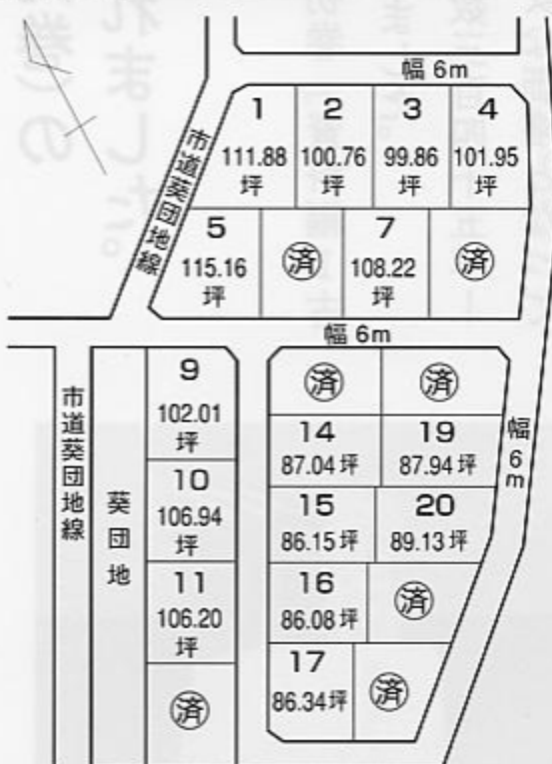 幅 6m
1
111.88
坪
2
100.76
坪
3
99.86
坪
4
101.95
坪
市道葵団地線
5
115.16
坪
済
7
108.22
坪
済
幅 6m
市道葵団地線
葵団地
9
102.01
坪
10
106.94
坪
11
106.20
坪
済
済
済
14
87.04坪
19
87.94坪
15
86.15坪
20
89.13坪
16
86.08坪
済
17
86.34坪
済
幅6m